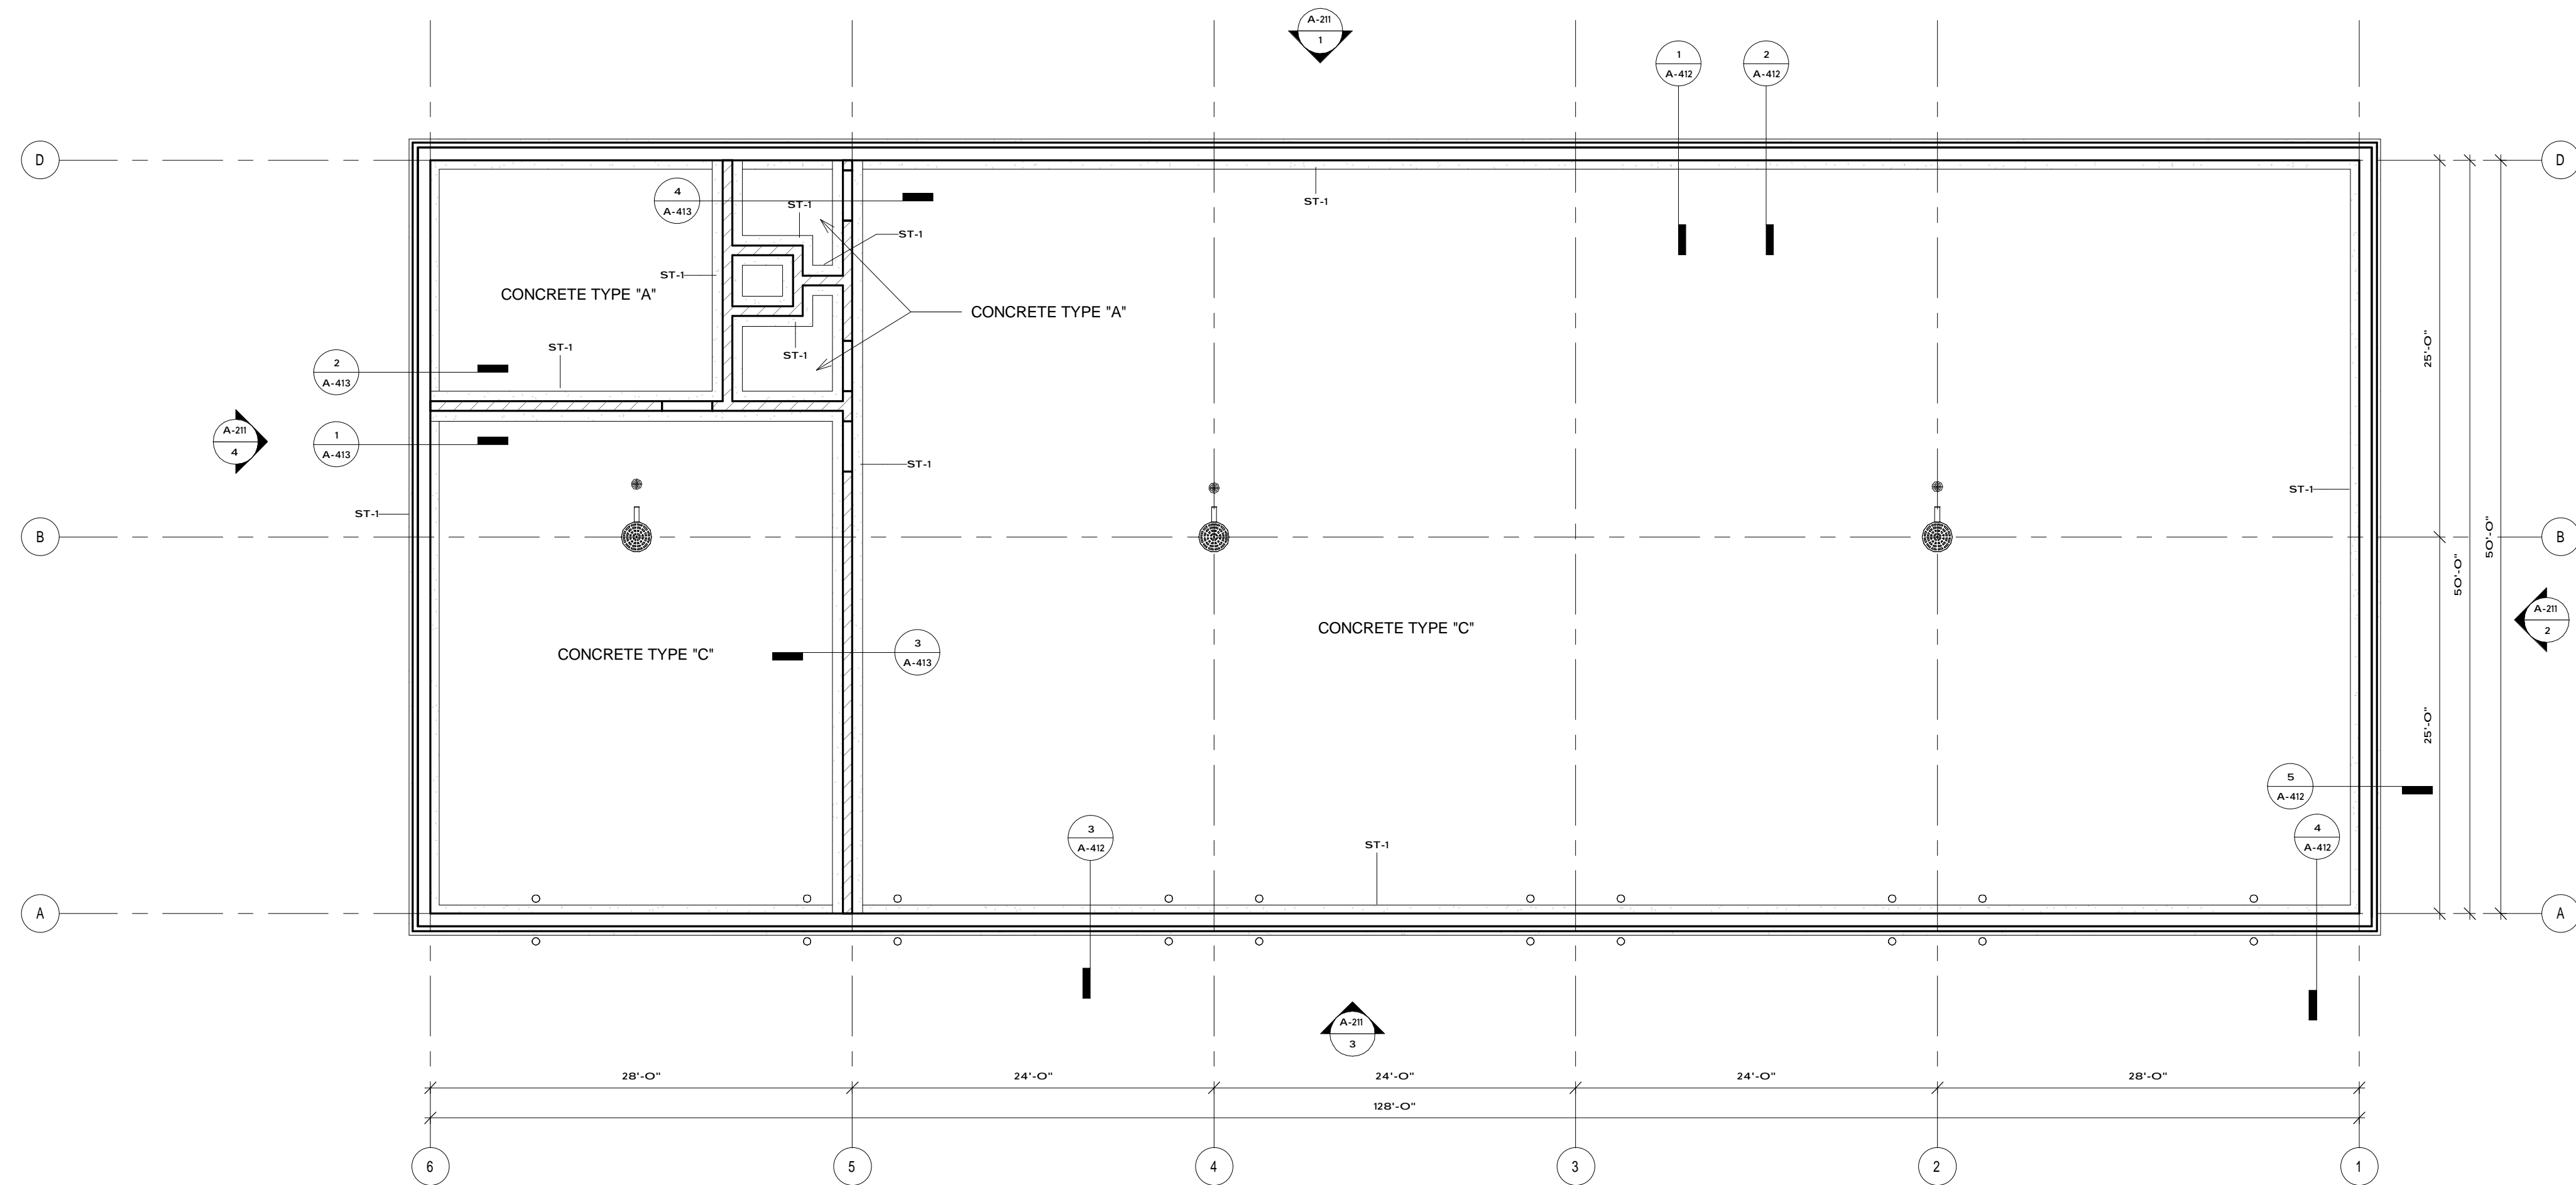 A-211
1
1
A-412
2
A-412
D
D
4
A-413
ST-1
ST-1
ST-1
ST-1
CONCRETE TYPE "A"
CONCRETE TYPE "A"
ST-1
ST-1
25'-0"
2
A-413
A-211
4
1
A-413
ST-1
ST-1
ST-1
B
B
50'-0"
50'-0"
A-211
2
CONCRETE TYPE "C"
CONCRETE TYPE "C"
3
A-413
25'-0"
5
A-412
3
A-412
4
A-412
ST-1
A
A
A-211
3
28'-0"
24'-0"
24'-0"
24'-0"
28'-0"
128'-0"
6
5
4
3
2
1